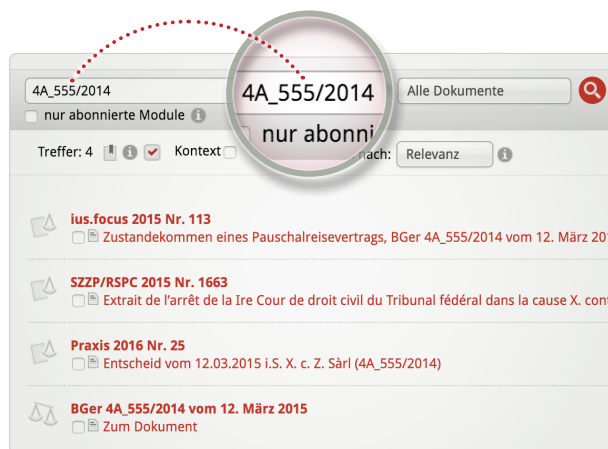 4A_555/2014
4A_555/2014
Alle Dokumente
nur abonnierte Module
nur abonni
Treffer: 4
Kontext
nach:
Relevanz
ius.focus 2015 Nr. 113
Zustandekommen eines Pauschalreisevertrags, BGer 4A_555/2014 vom 12. März 20
SZZP/RSPC 2015 Nr. 1663
Extrait de l'arrêt de la Ire Cour de droit civil du Tribunal fédéral dans la cause X. con
Praxis 2016 Nr. 25
Entscheid vom 12.03.2015 i.S. X. c. Z. Sàrl (4A_555/2014)
BGer 4A_555/2014 vom 12. März 2015
Zum Dokument